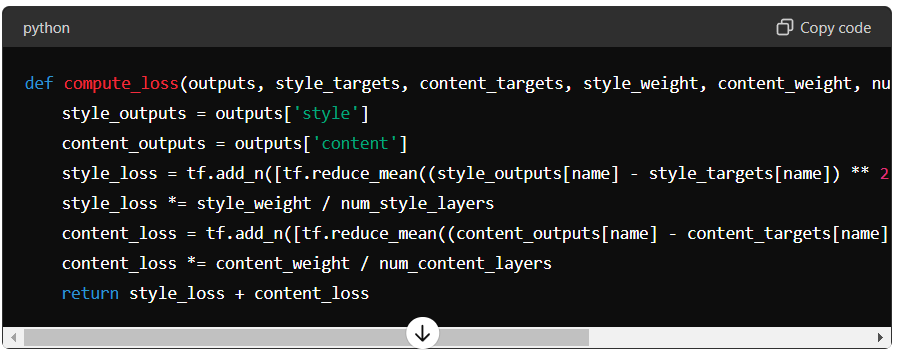 python
Copy code
def compute_loss(outputs, style_targets, content_targets, style_weight, content_weight, nu
style_outputs = outputs['style']
content_outputs = outputs['content']
style_loss = tf.add_n([tf.reduce_mean((style_outputs[name] - style_targets[name]) ** 2
style_loss *= style_weight / num_style_layers
content_loss = tf.add_n([tf.reduce_mean((content_outputs[name] - content_targets[name]
content_loss *= content_weight / num_content_layers
return style_loss + content_loss